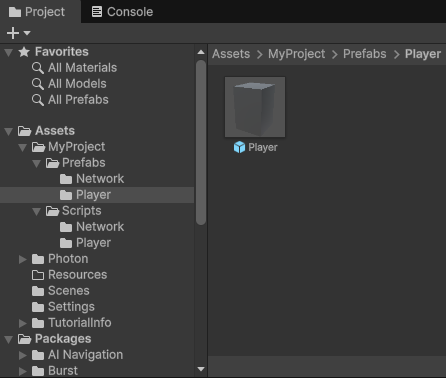 Project
Console
Favorites
All Materials
All Models
All Prefabs
Assets
MyProject
Prefabs
Network
Player
Scripts
Network
Player
Photon
Resources
Scenes
Settings
TutorialInfo
Packages
AI Navigation
Burst
Assets > MyProject > Prefabs > Player
Player